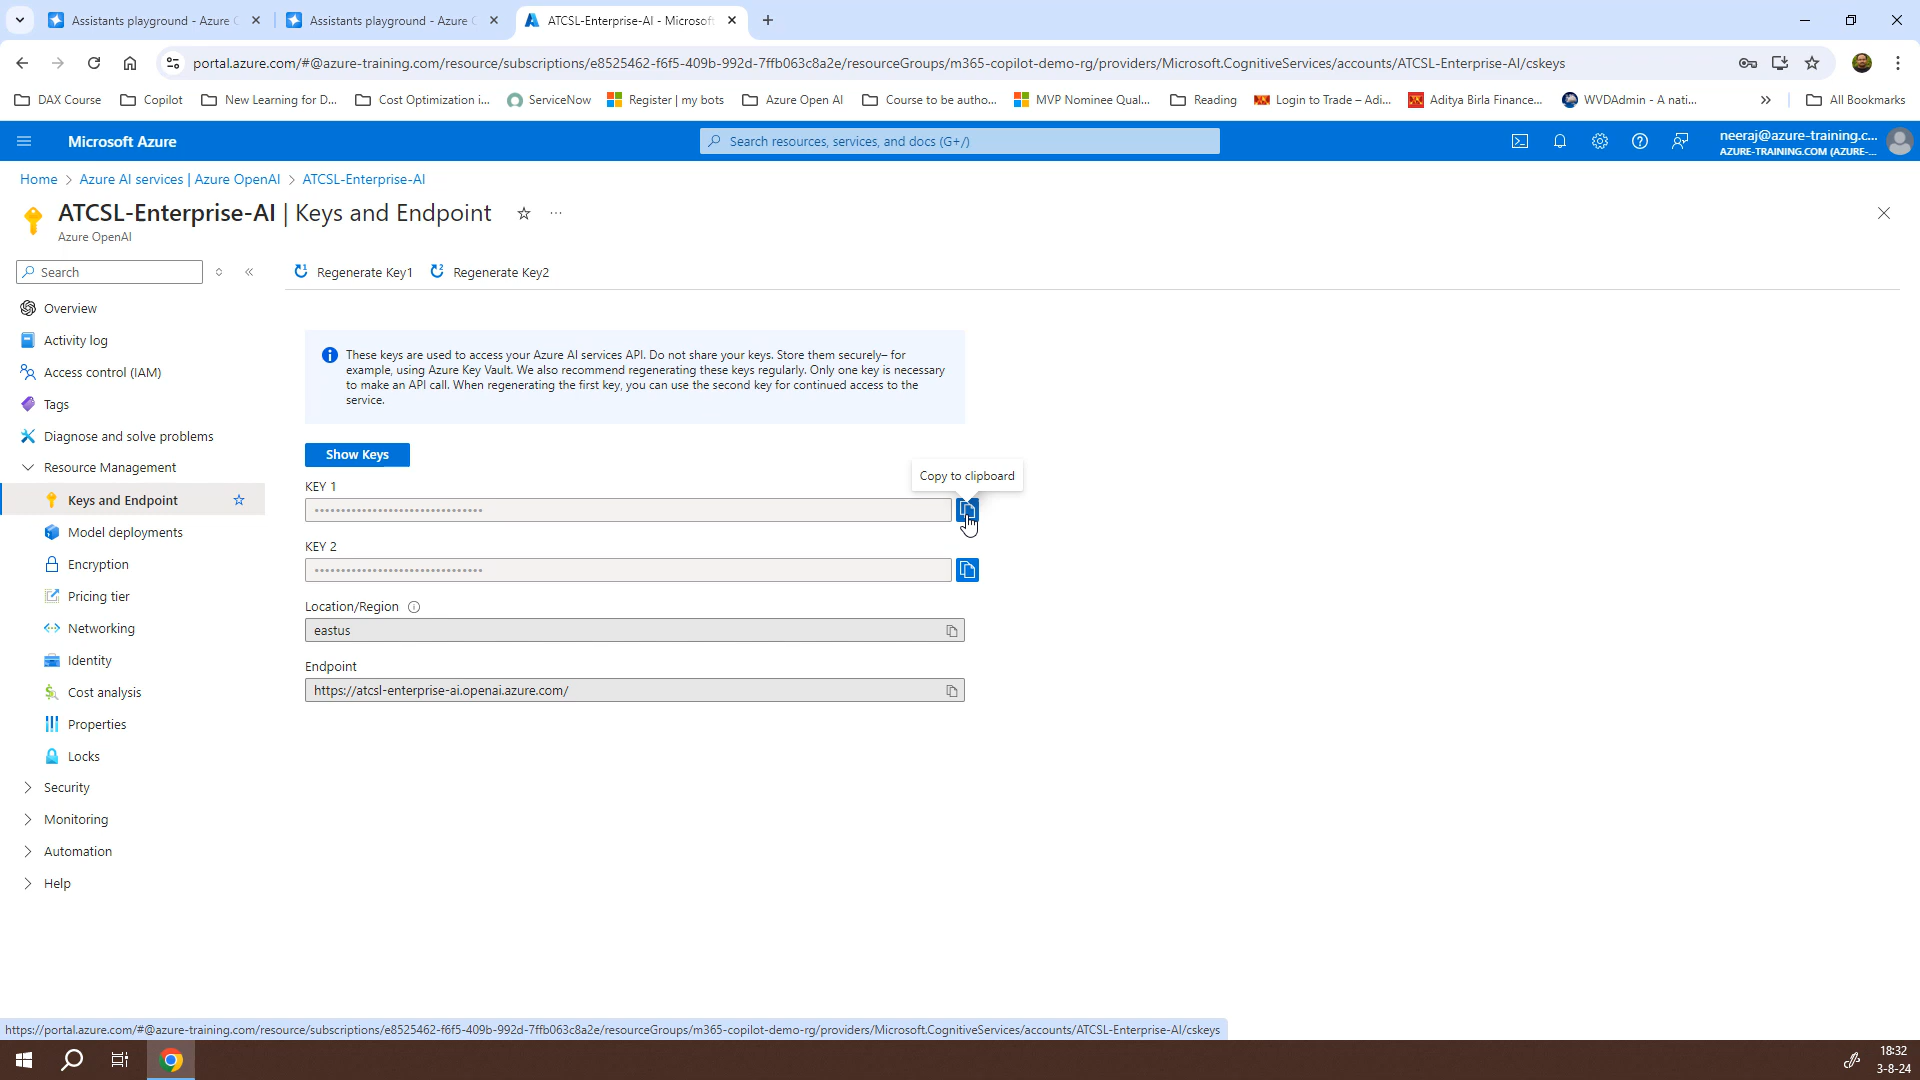 Assistants playground - Azure
Assistants playground - Azure
ATCSL-Enterprise-AI - Microsoft
portal.azure.com/#@azure-training.com/resource/subscriptions/e8525462-f6f5-409b-992d-7ffb063c8a2e/resourceGroups/m365-copilot-demo-rg/providers/Microsoft.CognitiveServices/accounts/ATCSL-Enterprise-AI/cskeys
DAX Course
Copilot
New Learning for D...
Cost Optimization i...
ServiceNow
Register | my bots
Azure Open AI
Course to be autho...
MVP Nominee Qual...
Reading
Login to Trade – Adi...
Aditya Birla Finance...
WVDAdmin - A nati...
All Bookmarks
Microsoft Azure
Search resources, services, and docs (G+/)
neeraj@azure-training.c...
AZURE-TRAINING.COM (AZURE-...
Home > Azure AI services | Azure OpenAI > ATCSL-Enterprise-AI
ATCSL-Enterprise-AI | Keys and Endpoint
Azure OpenAI
Search
Regenerate Key1
Regenerate Key2
Overview
Activity log
Access control (IAM)
Tags
Diagnose and solve problems
Resource Management
Keys and Endpoint
Model deployments
Encryption
Pricing tier
Networking
Identity
Cost analysis
Properties
Locks
Security
Monitoring
Automation
Help
These keys are used to access your Azure AI services API. Do not share your keys. Store them securely– for
example, using Azure Key Vault. We also recommend regenerating these keys regularly. Only one key is necessary
to make an API call. When regenerating the first key, you can use the second key for continued access to the
service.
Show Keys
Copy to clipboard
KEY 1
KEY 2
Location/Region
eastus
Endpoint
https://atcsl-enterprise-ai.openai.azure.com/
https://portal.azure.com/#@azure-training.com/resource/subscriptions/e8525462-f6f5-409b-992d-7ffb063c8a2e/resourceGroups/m365-copilot-demo-rg/providers/Microsoft.CognitiveServices/accounts/ATCSL-Enterprise-AI/cskeys
18:32
3-8-24